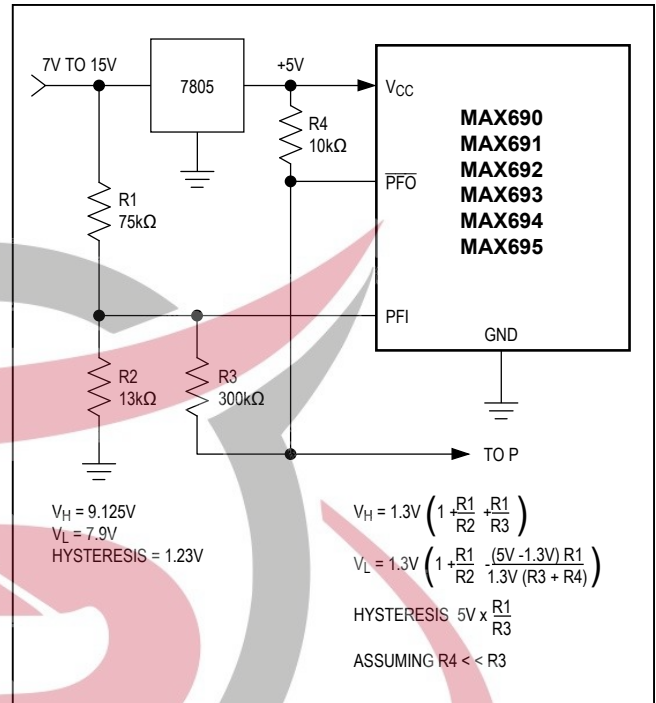 7V TO 15V
7805
+5V
VCC
R4
10kΩ
MAX690
MAX691
MAX692
MAX693
MAX694
MAX695
PFO
R1
75kΩ
PFI
GND
R2
13kΩ
R3
300kΩ
TO P
VH = 9.125V
VL = 7.9V
HYSTERESIS = 1.23V
VH = 1.3V (1 + R1/R2 + R1/R3)
VL = 1.3V (1 + R1/R2 - (5V -1.3V) R1/1.3V (R3 + R4))
HYSTERESIS 5V x R1/R3
ASSUMING R4 < < R3